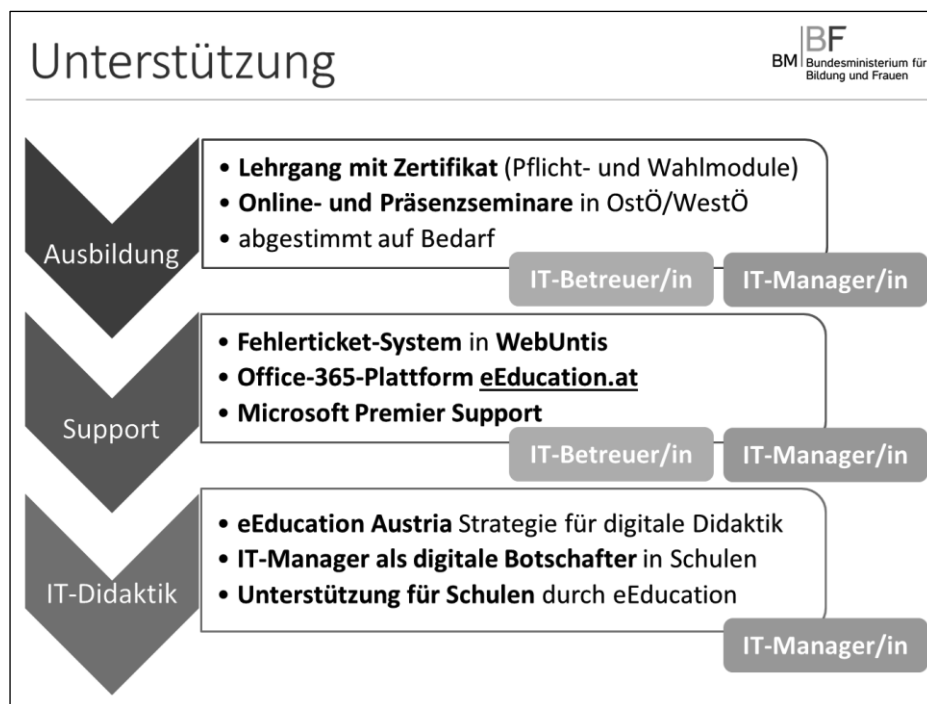 Unterstützung
BM
BF
Bundesministerium für
Bildung und Frauen
Ausbildung
• Lehrgang mit Zertifikat (Pflicht- und Wahlmodule)
• Online- und Präsenzseminare in OstÖ/WestÖ
• abgestimmt auf Bedarf
IT-Betreuer/in
IT-Manager/in
Support
• Fehlerticket-System in WebUntis
• Office-365-Plattform eEducation.at
• Microsoft Premier Support
IT-Betreuer/in
IT-Manager/in
IT-Didaktik
• eEducation Austria Strategie für digitale Didaktik
• IT-Manager als digitale Botschafter in Schulen
• Unterstützung für Schulen durch eEducation
IT-Manager/in